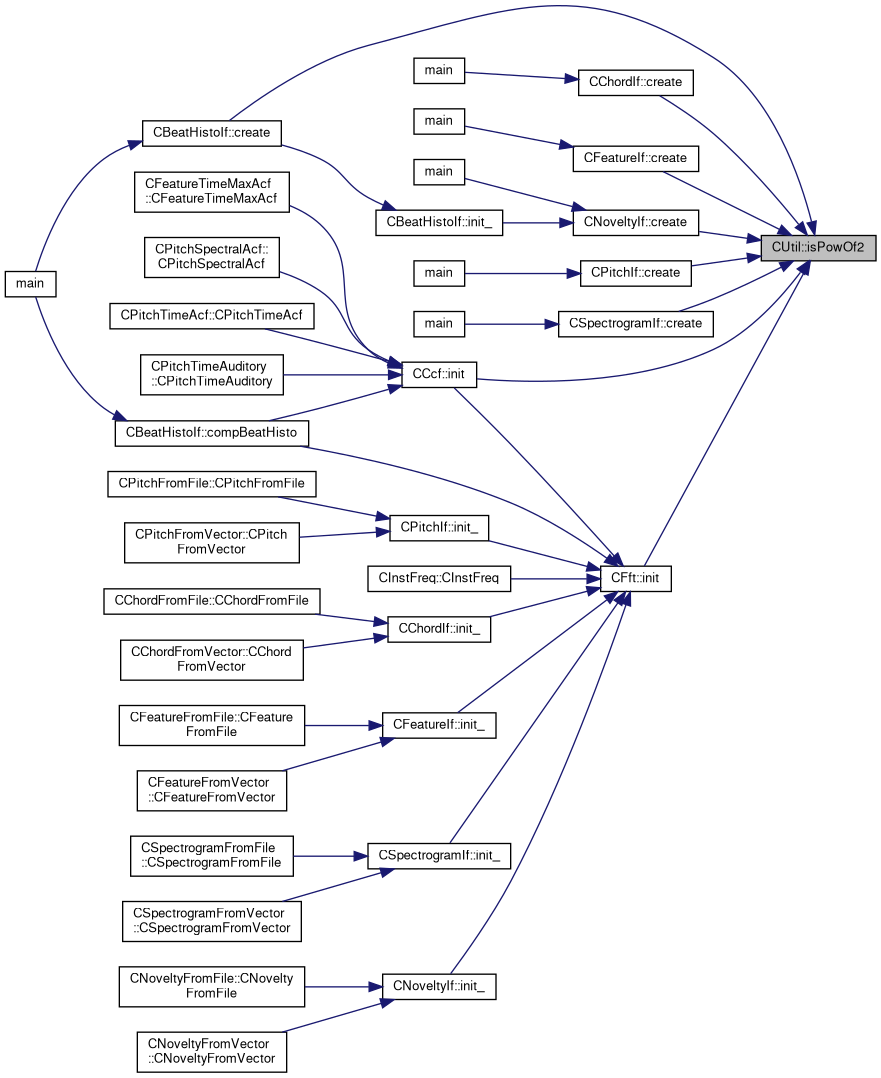 main
CChordIf::create
main
CBeatHistoIf::create
CFeatureIf::create
main
CFeatureTimeMaxAcf
::CFeatureTimeMaxAcf
CBeatHistoIf::init_
CNoveltyIf::create
CUtil::isPowOf2
CPitchSpectralAcf::
CPitchSpectralAcf
main
main
CPitchIf::create
CPitchTimeAcf::CPitchTimeAcf
main
CSpectrogramIf::create
CPitchTimeAuditory
::CPitchTimeAuditory
CCcf::init
CBeatHistoIf::compBeatHisto
CPitchFromFile::CPitchFromFile
CPitchIf::init_
CPitchFromVector::CPitch
FromVector
CInstFreq::CInstFreq
CFft::init
CChordFromFile::CChordFromFile
CChordIf::init_
CChordFromVector::CChord
FromVector
CFeatureFromFile::CFeature
FromFile
CFeatureIf::init_
CFeatureFromVector
::CFeatureFromVector
CSpectrogramFromFile
::CSpectrogramFromFile
CSpectrogramIf::init_
CSpectrogramFromVector
::CSpectrogramFromVector
CNoveltyFromFile::CNovelty
FromFile
CNoveltyIf::init_
CNoveltyFromVector
::CNoveltyFromVector